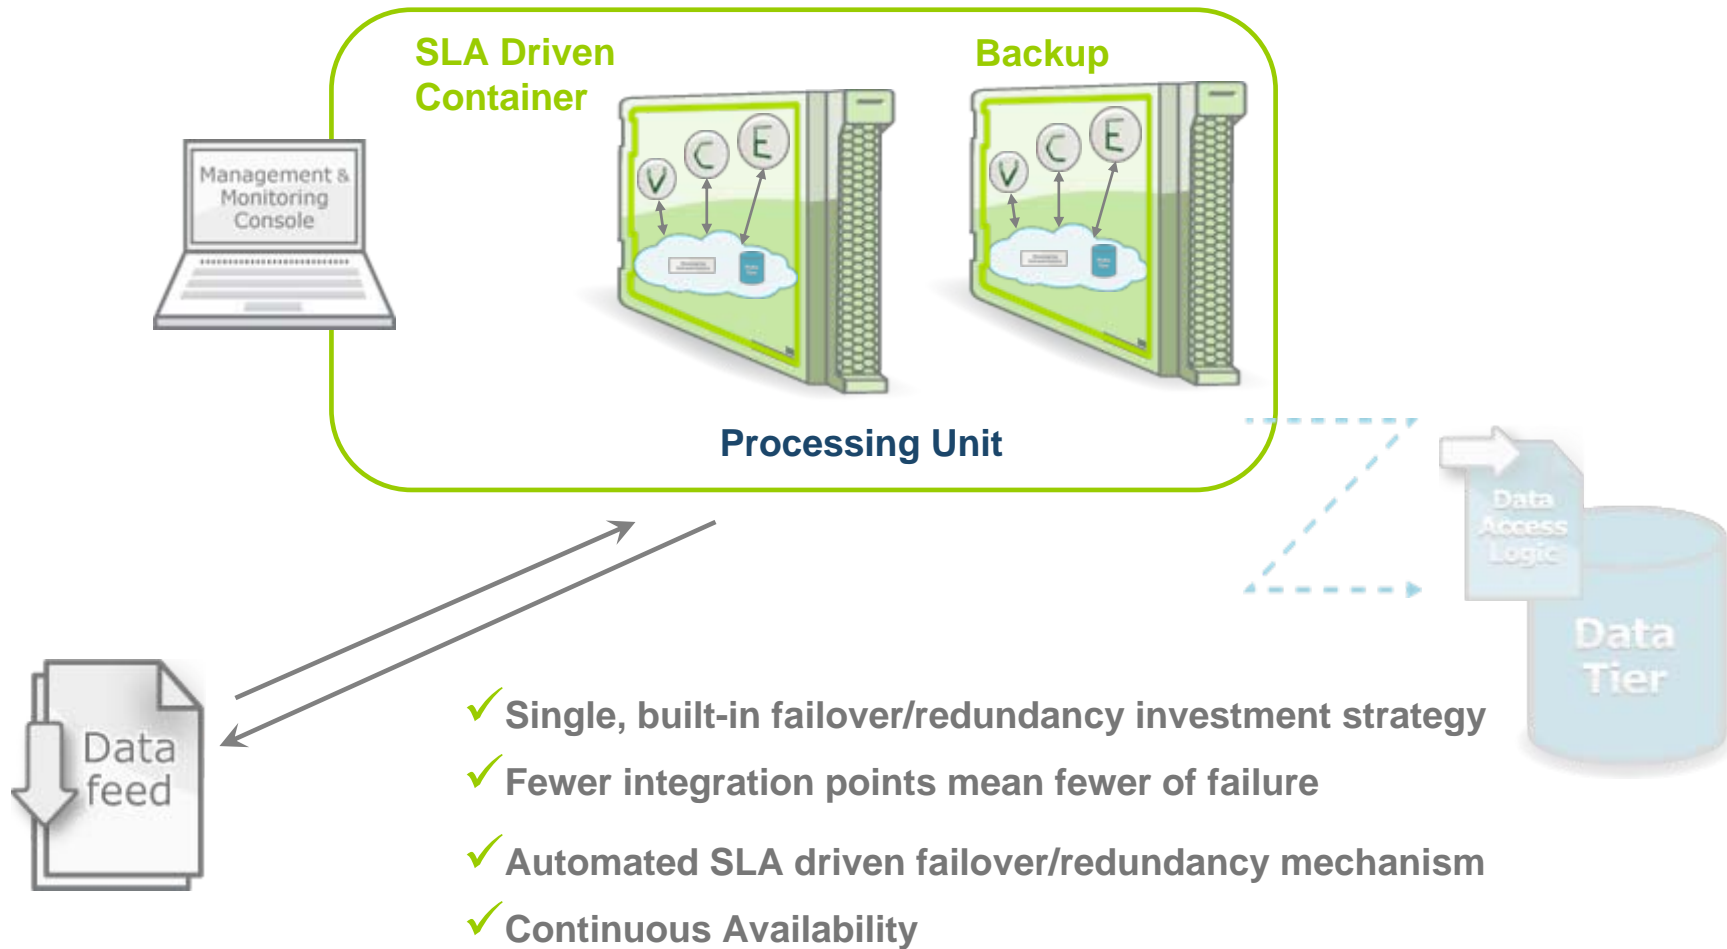 SLA Driven
Container
Backup
Management &
Monitoring
Console
V
C
E
V
C
E
Data
Tier
Processing Unit
Data
Access
Logic
Data
Tier
Data
feed
✓Single, built-in failover/redundancy investment strategy
✓Fewer integration points mean fewer of failure
✓Automated SLA driven failover/redundancy mechanism
✓Continuous Availability